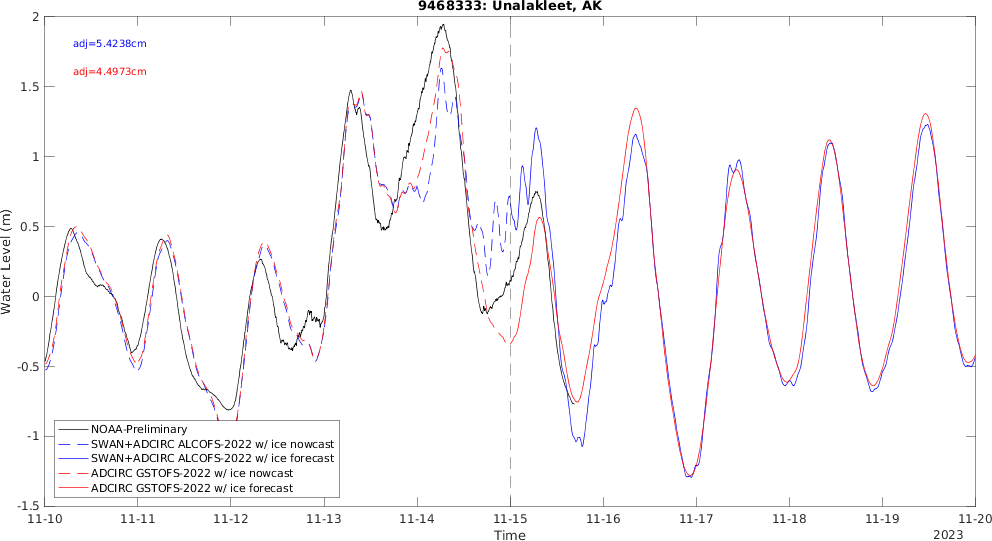 9468333: Unalakleet, AK
adj=5.4238cm
adj=4.4973cm
Water Level (m)
2
1.5
1
0.5
0
-0.5
-1
-1.5
NOAA-Preliminary
SWAN+ADCIRC ALCOFS-2022 w/ ice nowcast
SWAN+ADCIRC ALCOFS-2022 w/ ice forecast
ADCIRC GSTOFS-2022 w/ ice nowcast
ADCIRC GSTOFS-2022 w/ ice forecast
11-10 11-11 11-12 11-13 11-14 11-15 11-16 11-17 11-18 11-19 11-20
Time
2023